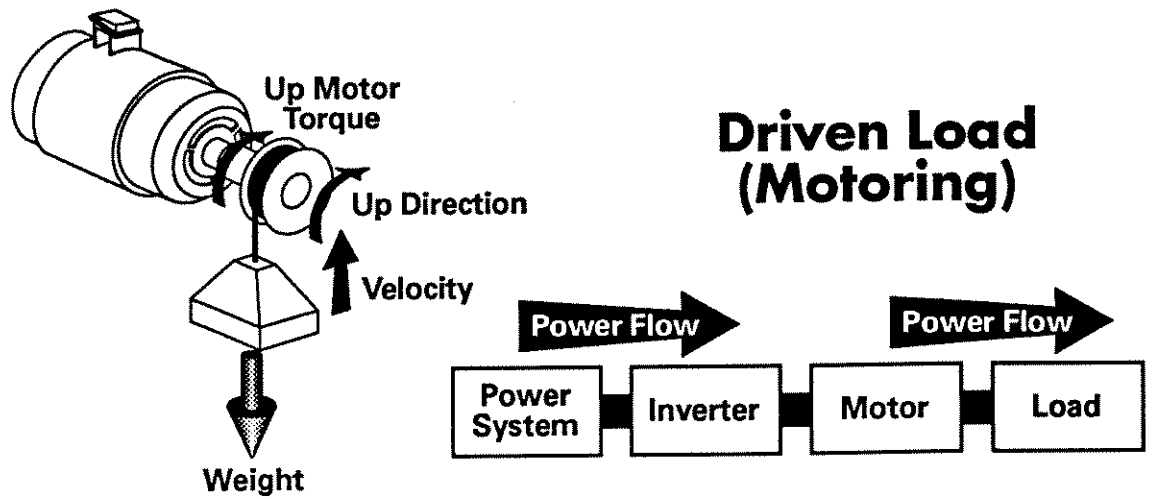 Up Motor
Torque
Up Direction
Velocity
Weight
Driven Load
(Motoring)
Power Flow
Power Flow
Power
System
Inverter
Motor
Load